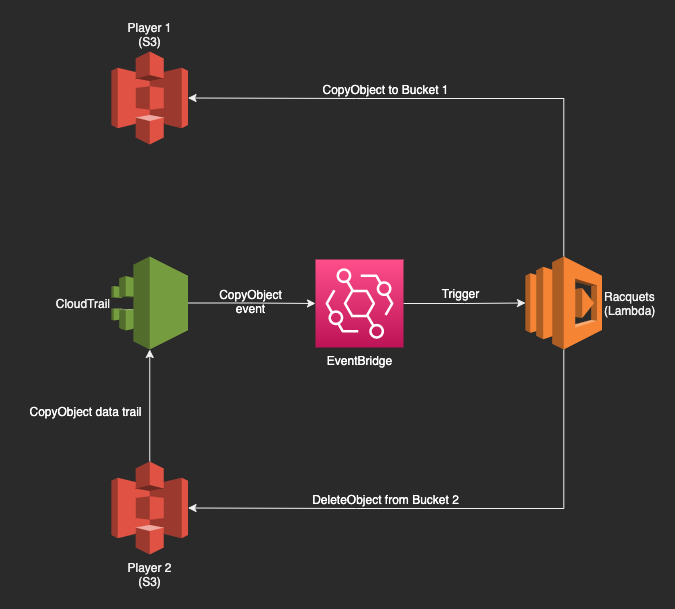 Player 1
(S3)
CopyObject to Bucket 1
CloudTrail
CopyObject
event
Trigger
Racquets
(Lambda)
EventBridge
CopyObject data trail
DeleteObject from Bucket 2
Player 2
(S3)